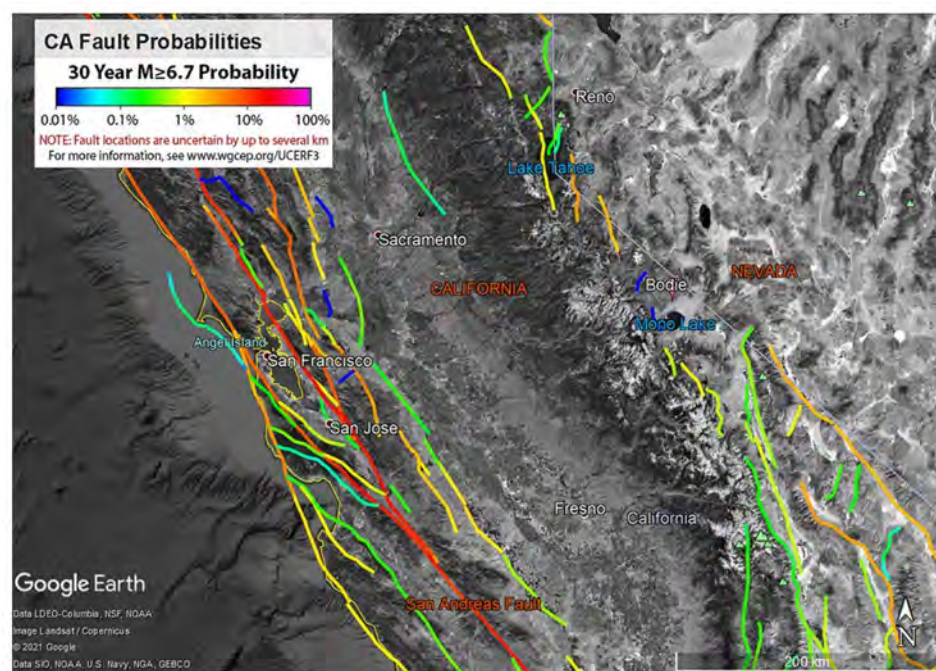 CA Fault Probabilities
30 Year M≥6.7 Probability
0.01% 0.1% 1% 10% 100%
NOTE: Fault locations are uncertain by up to several km
For more information, see www.wgcep.org/UCERF3
Reno
Lake Tahoe
Sacramento
CALIFORNIA
NEVADA
Bodie
Mono Lake
Angel Island
San Francisco
San Jose
Fresno
California
San Andreas Fault
Google Earth
Data LDEO-Columbia, NSF, NOAA
Image Landsat / Copernicus
© 2021 Google
Data SIO, NOAA, U.S. Navy, NGA, GEBCO
N
200 km